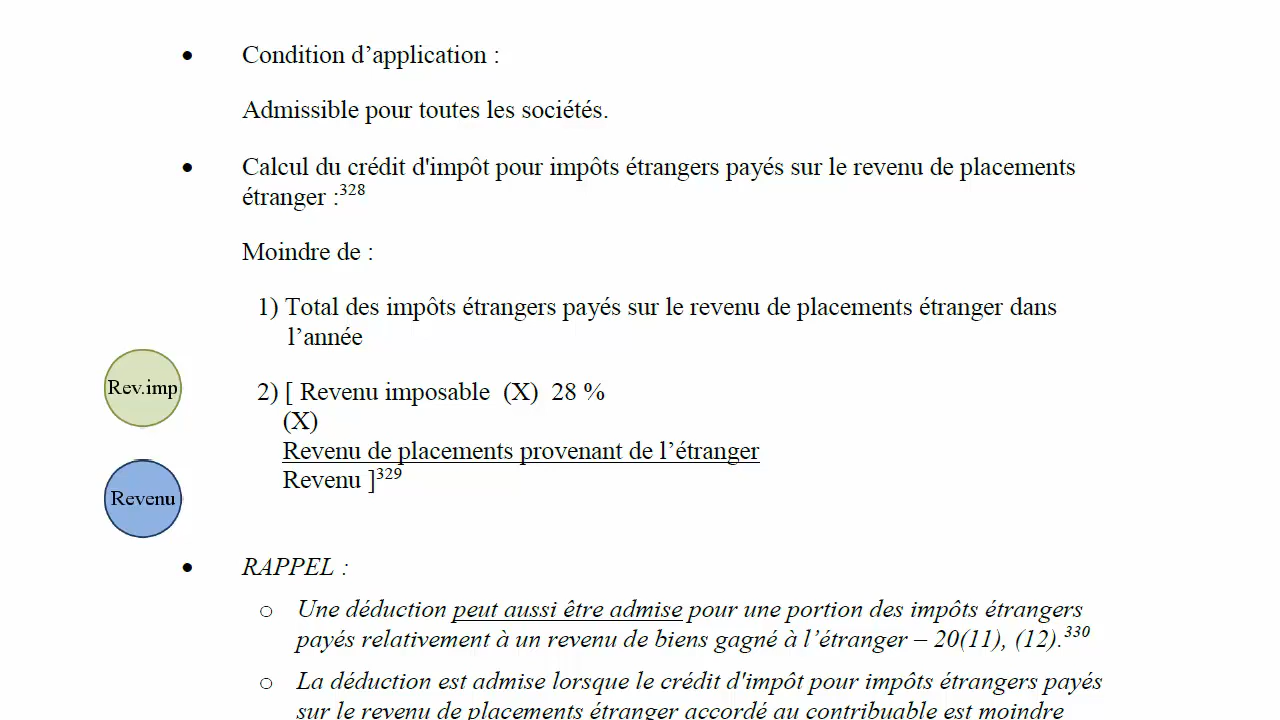 • Condition d’application :
Admissible pour toutes les sociétés.
• Calcul du crédit d'impôt pour impôts étrangers payés sur le revenu de placements
étranger :328
Moindre de :
1) Total des impôts étrangers payés sur le revenu de placements étranger dans
l’année
Rev.imp
2) [ Revenu imposable (X) 28 %
(X)
Revenu de placements provenant de l’étranger
Revenu ]329
Revenu
• RAPPEL :
o Une déduction peut aussi être admise pour une portion des impôts étrangers
payés relativement à un revenu de biens gagné à l’étranger – 20(11), (12).330
o La déduction est admise lorsque le crédit d'impôt pour impôts étrangers payés
sur le revenu de placements étranger accordé au contribuable est moindre